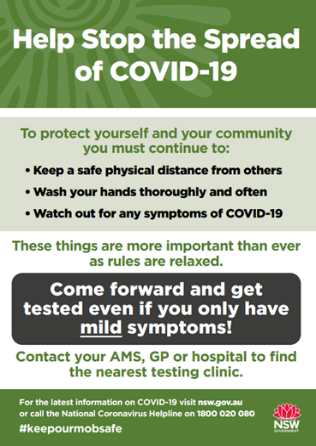 Help Stop the Spread
of COVID-19
To protect yourself and your community
you must continue to:
• Keep a safe physical distance from others
• Wash your hands thoroughly and often
• Watch out for any symptoms of COVID-19
These things are more important than ever
as rules are relaxed.
Come forward and get
tested even if you only have
mild symptoms!
Contact your AMS, GP or hospital to find
the nearest testing clinic.
For the latest information on COVID-19 visit nsw.gov.au
or call the National Coronavirus Helpline on 1800 020 080
#keepourmobsafe
NSW
GOVERNMENT